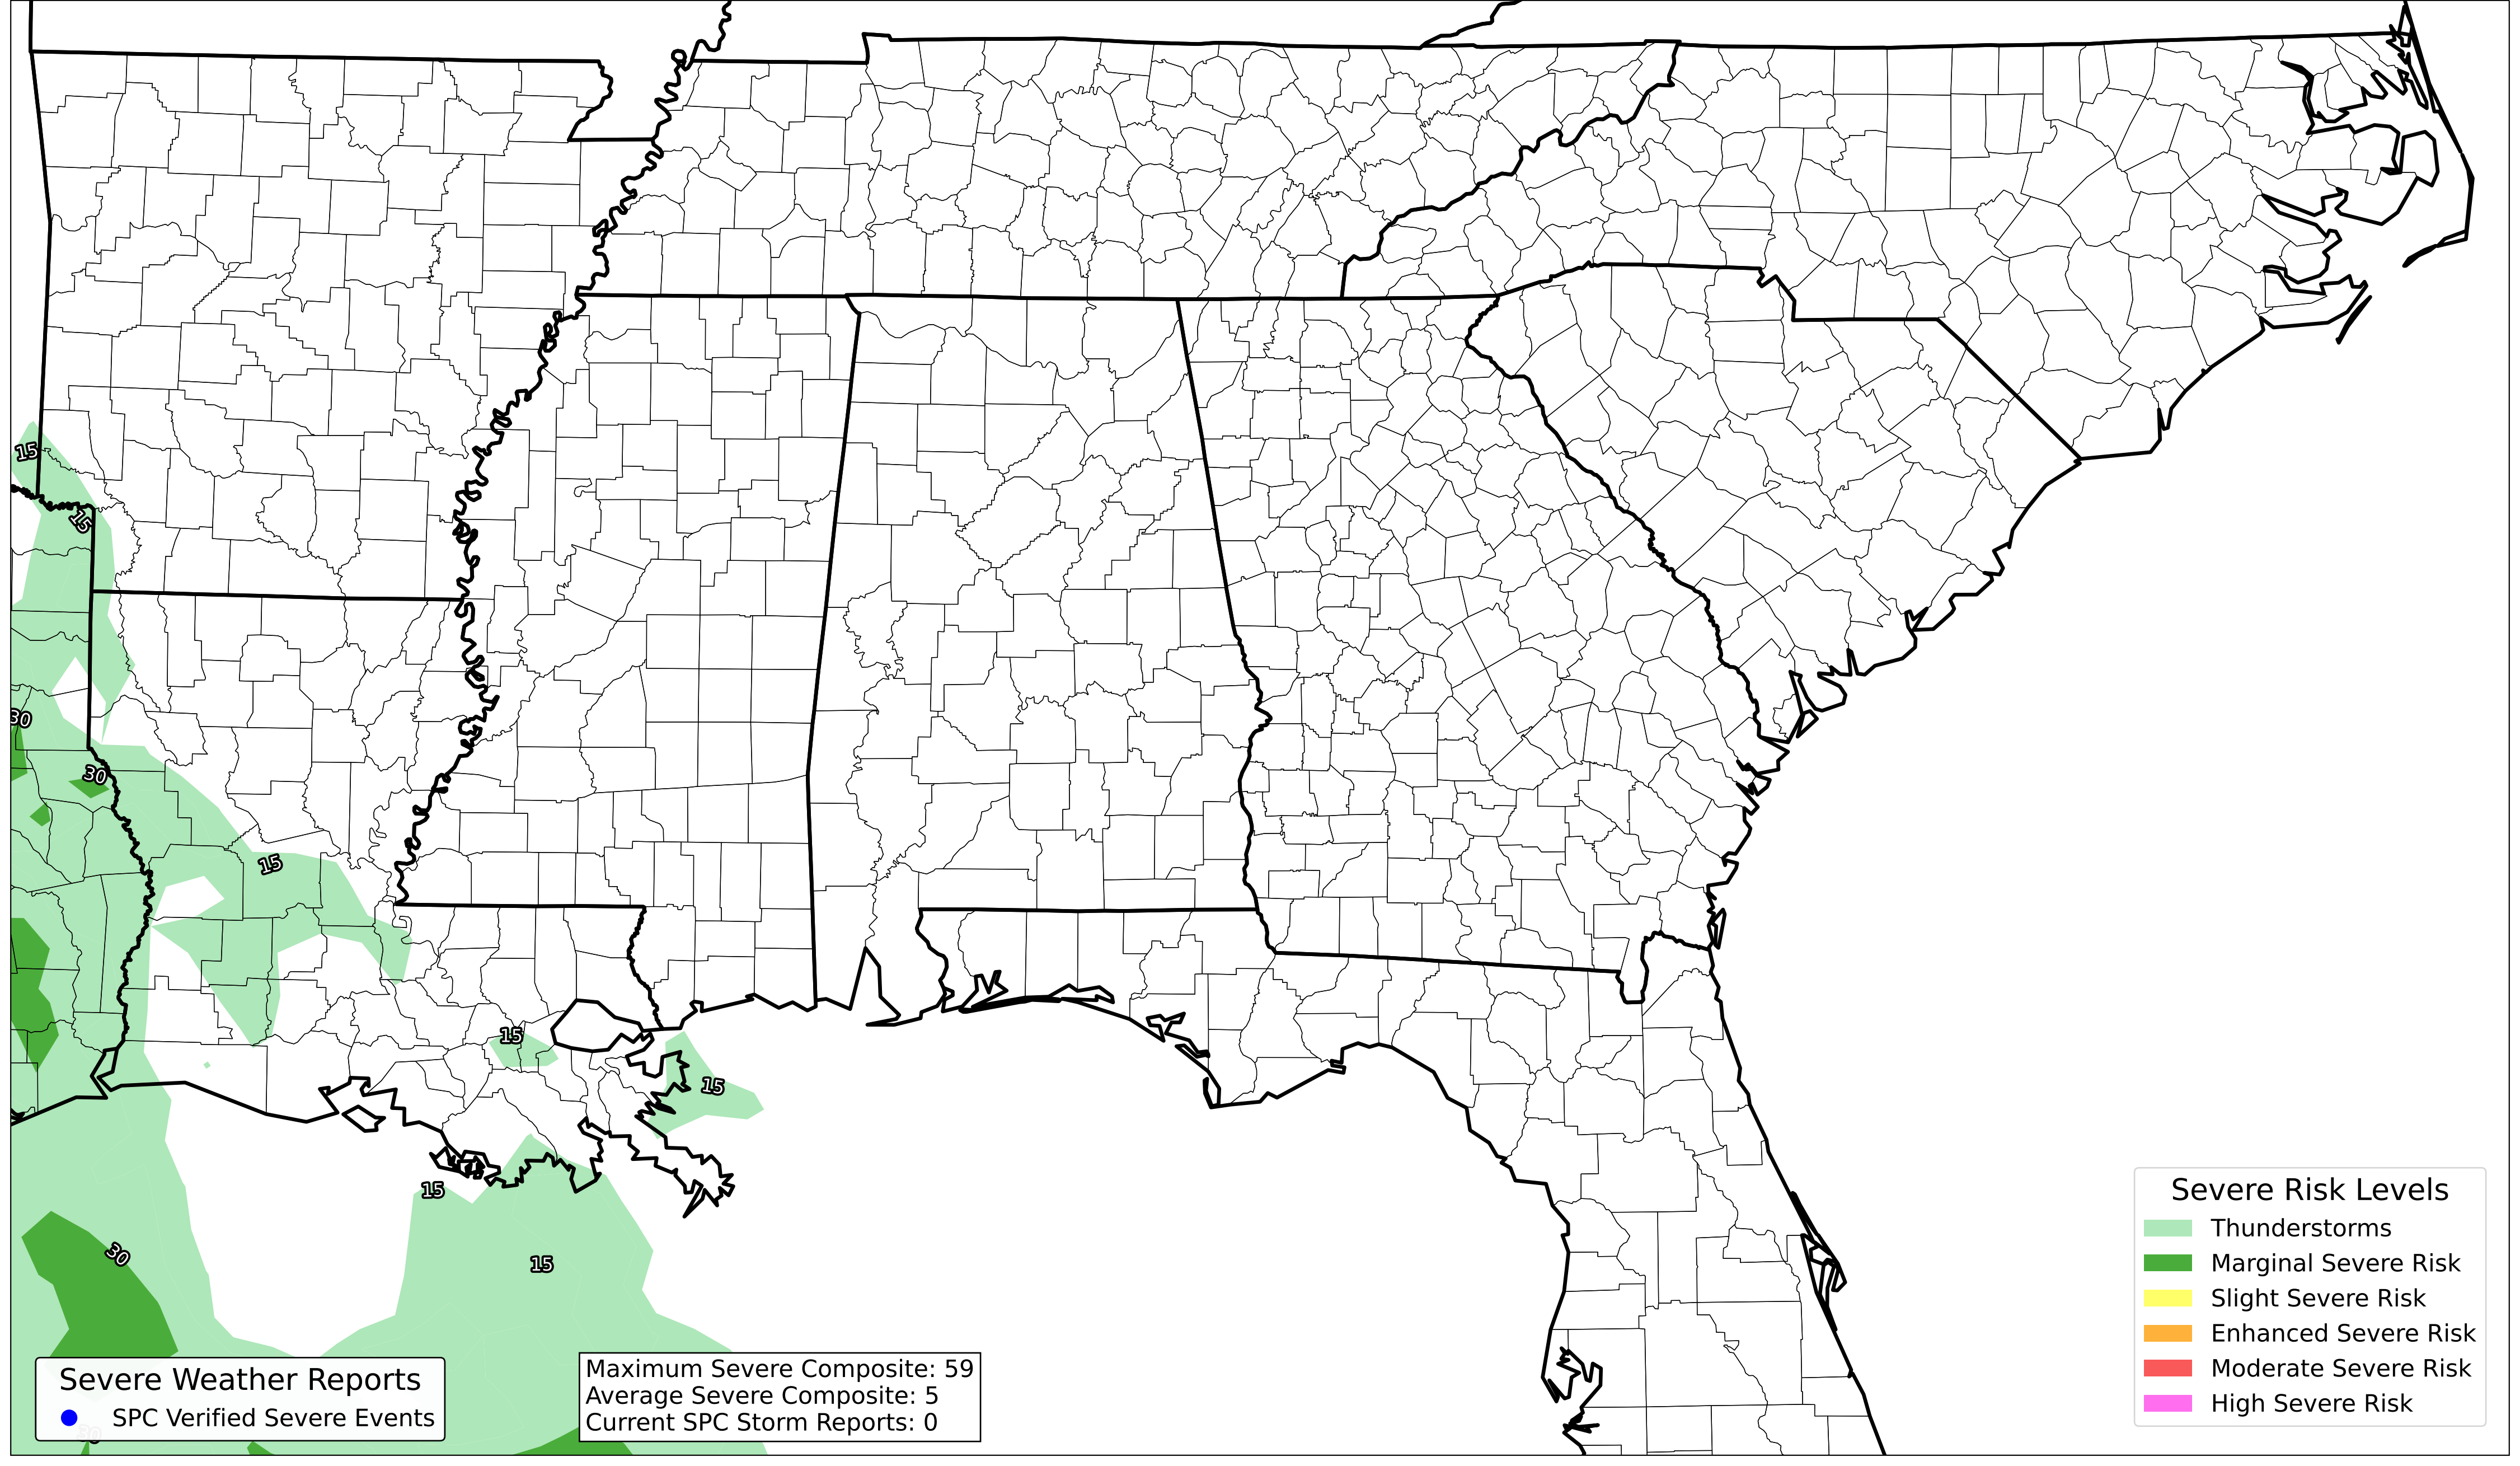 15
15
30
30
15
15
15
15
30
15
30
Severe Weather Reports
SPC Verified Severe Events
Maximum Severe Composite: 59
Average Severe Composite: 5
Current SPC Storm Reports: 0
Severe Risk Levels
Thunderstorms
Marginal Severe Risk
Slight Severe Risk
Enhanced Severe Risk
Moderate Severe Risk
High Severe Risk